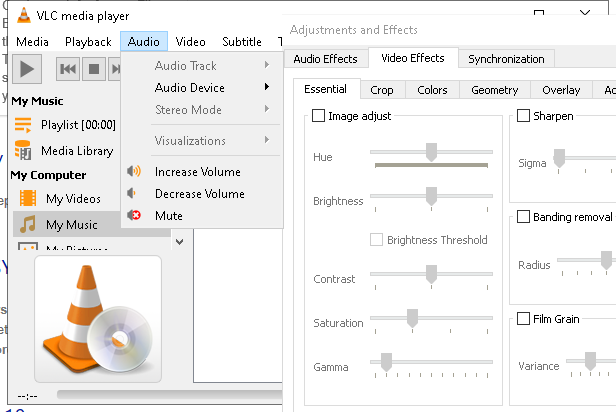 VLC media player
Media Playback Audio Video Subtitle T
Audio Track
Audio Device
Stereo Mode
Visualizations
Increase Volume
Decrease Volume
Mute
My Music
Playlist [00:00]
Media Library
My Computer
My Videos
My Music
My Pictures
--:--
Adjustments and Effects
Audio Effects Video Effects Synchronization
Essential Crop Colors Geometry Overlay Ac
Image adjust
Hue
Brightness
Brightness Threshold
Contrast
Saturation
Gamma
Sharpen
Sigma
Banding removal
Radius
Film Grain
Variance